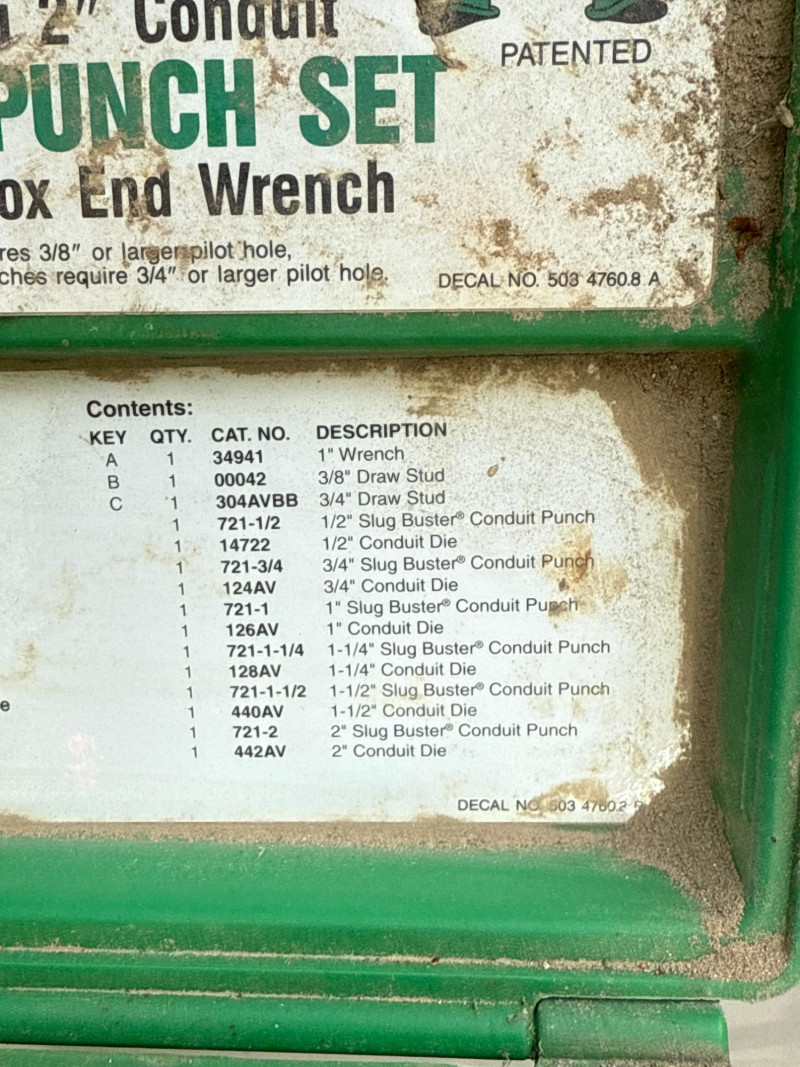 2" Conduit
PATENTED
PUNCH SET
ox End Wrench
res 3/8" or larger pilot hole,
ches require 3/4" or larger pilot hole.
DECAL NO. 503 4760.8 A
Contents:
KEY QTY. CAT. NO. DESCRIPTION
A 1 34941 1" Wrench
B 1 00042 3/8" Draw Stud
C 1 304AVBB 3/4" Draw Stud
1 721-1/2 1/2" Slug Buster® Conduit Punch
1 14722 1/2" Conduit Die
1 721-3/4 3/4" Slug Buster® Conduit Punch
1 124AV 3/4" Conduit Die
1 721-1 1" Slug Buster® Conduit Punch
1 126AV 1" Conduit Die
1 721-1-1/4 1-1/4" Slug Buster® Conduit Punch
1 128AV 1-1/4" Conduit Die
1 721-1-1/2 1-1/2" Slug Buster® Conduit Punch
e
1 440AV 1-1/2" Conduit Die
1 721-2 2" Slug Buster® Conduit Punch
1 442AV 2" Conduit Die
DECAL NO. 503 4760.2